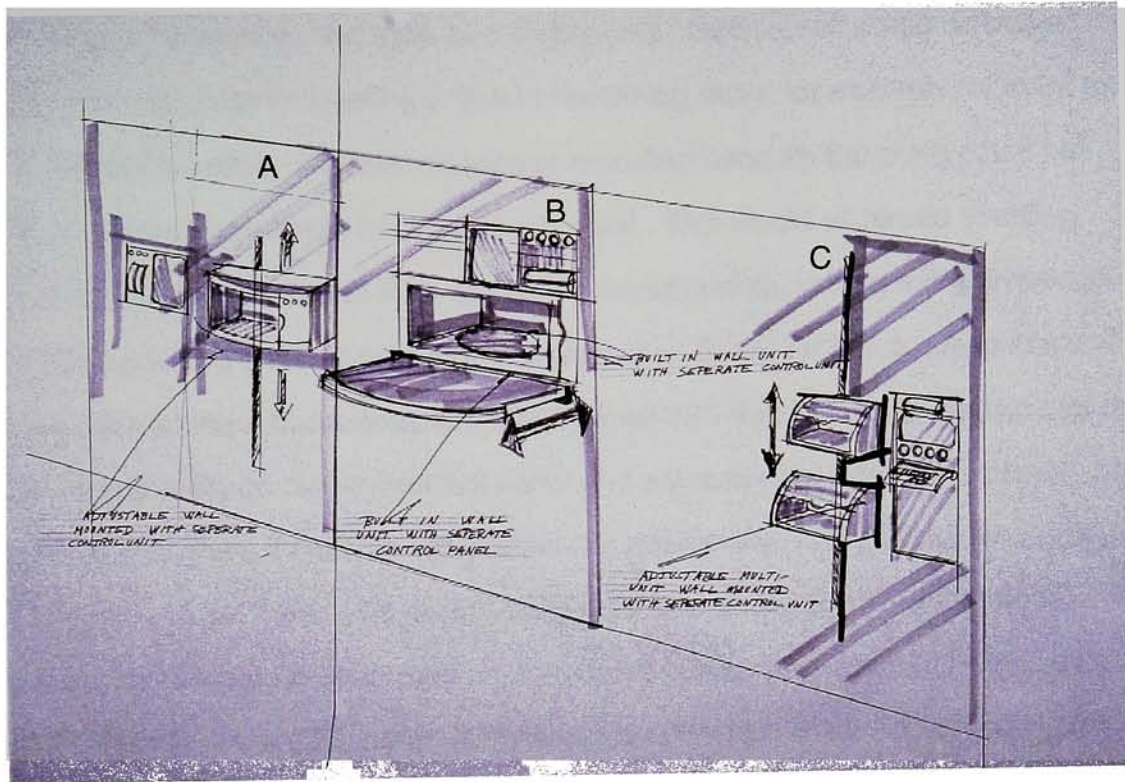 A
B
C
BUILT IN WALL UNIT
WITH SEPERATE CONTROL UNIT
ADJUSTABLE WALL
MOUNTED WITH SEPERATE
CONTROL UNIT
BUILT IN WALL
UNIT WITH SEPERATE
CONTROL PANEL
ADJUSTABLE MULTI-
UNIT WALL MOUNTED
WITH SEPERATE CONTROL UNIT